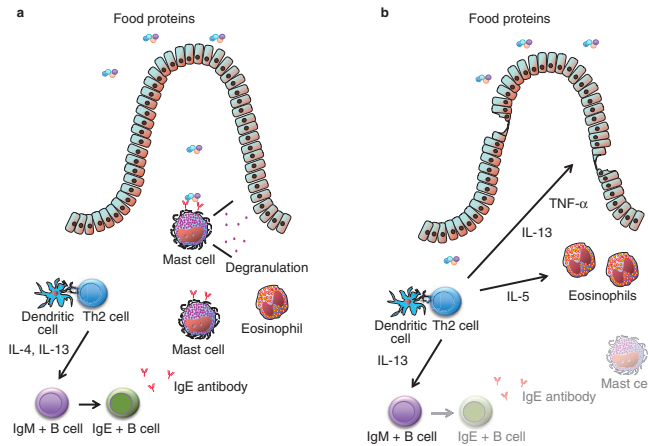 a
Food proteins
Mast cell
Degranulation
Dendritic
cell
Th2 cell
Mast cell
Eosinophil
IL-4, IL-13
IgE antibody
IgM + B cell
IgE + B cell
b
Food proteins
TNF-α
IL-13
IL-5
Eosinophils
Dendritic
cell
Th2 cell
IL-13
Mast ce
IgE antibody
IgM + B cell
IgE + B cell